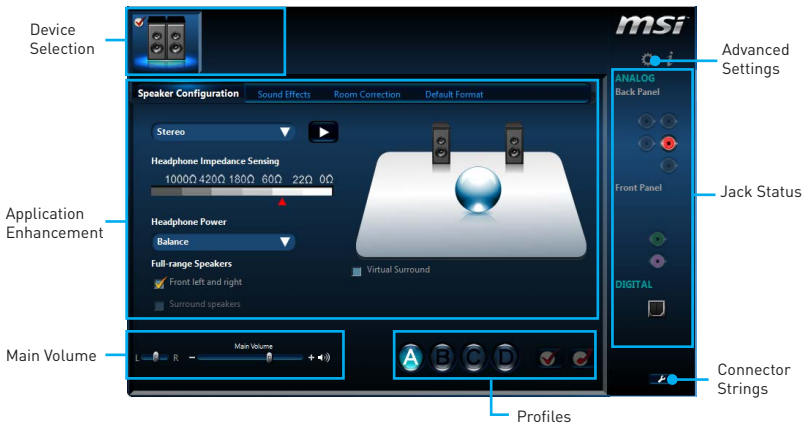 Device
Selection
msi
Advanced
Settings
ANALOG
Back Panel
Speaker Configuration
Sound Effects
Room Correction
Default Format
Stereo
Headphone Impedance Sensing
1000Ω 420Ω 180Ω 60Ω 22Ω 0Ω
Front Panel
Jack Status
Application
Enhancement
Headphone Power
Balance
Full-range Speakers
Front left and right
Surround speakers
Virtual Surround
DIGITAL
Main Volume
Main Volume
L
R
- +
A B C D
Connector
Strings
Profiles